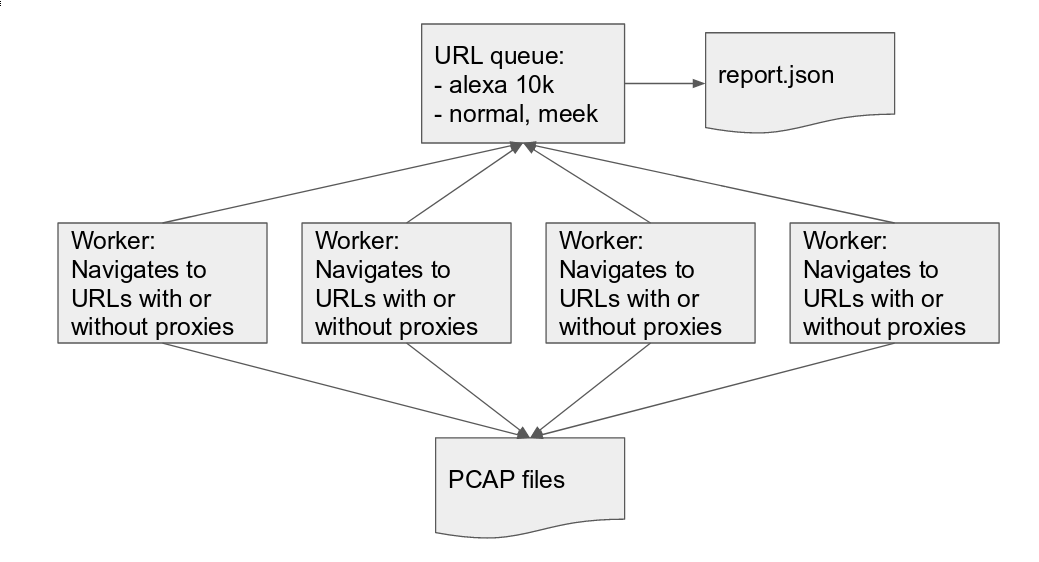 URL queue:
- alexa 10k
- normal, meek
report.json
Worker:
Navigates to
URLs with or
without proxies
Worker:
Navigates to
URLs with or
without proxies
Worker:
Navigates to
URLs with or
without proxies
Worker:
Navigates to
URLs with or
without proxies
PCAP files